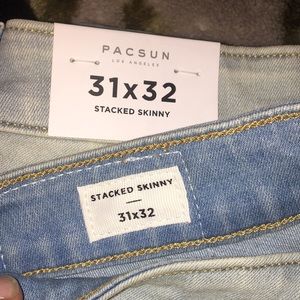 PACSUN
LOS ANGELES
31x32
STACKED SKINNY
STACKED SKINNY
31x32